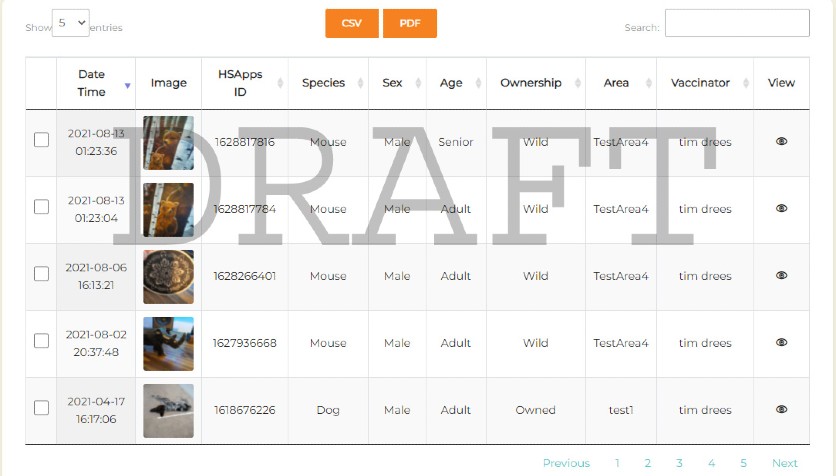 Show 5 entries CSV PDF Search:
Date Time Image HSApps ID Species Sex Age Ownership Area Vaccinator View
2021-08-13 01:23:36 1628817816 Mouse Male Senior Wild TestArea4 tim drees
2021-08-13 01:23:04 1628817784 Mouse Male Adult Wild TestArea4 tim drees
DRAFT
2021-08-06 16:13:21 1628266401 Mouse Male Adult Wild TestArea4 tim drees
2021-08-02 20:37:48 1627936668 Mouse Male Adult Wild TestArea4 tim drees
2021-04-17 16:17:06 1618676226 Dog Male Adult Owned test1 tim drees
Previous 1 2 3 4 5 Next